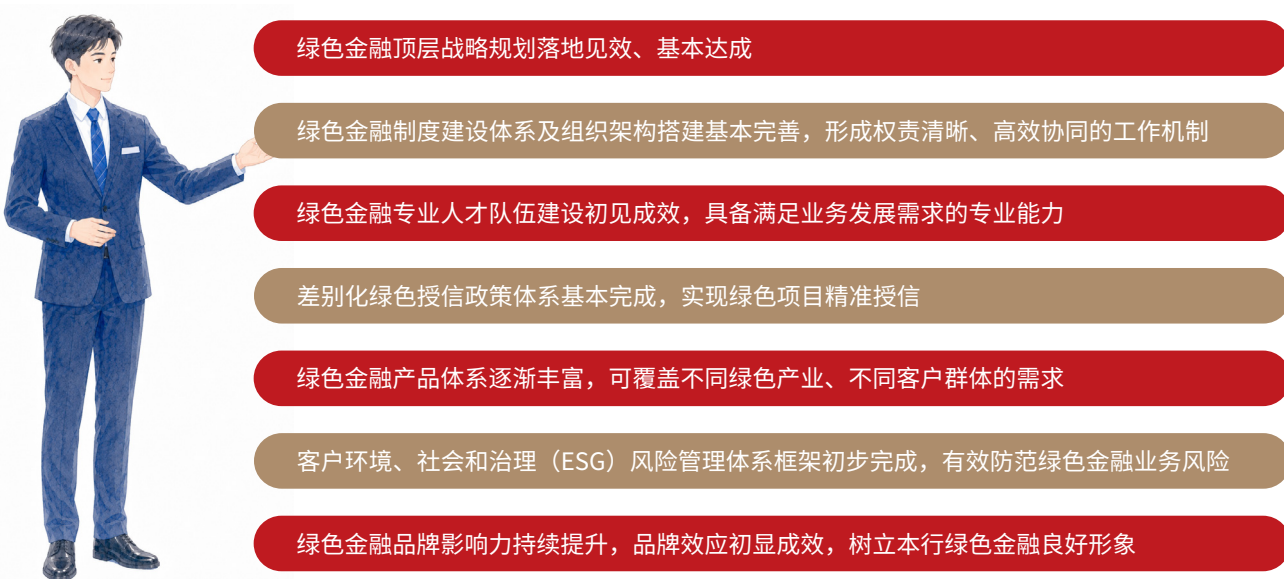 绿色金融顶层战略规划落地见效、基本达成
绿色金融制度建设体系及组织架构搭建基本完善，形成权责清晰、高效协同的工作机制
绿色金融专业人才队伍建设初见成效，具备满足业务发展需求的专业能力
差别化绿色授信政策体系基本完成，实现绿色项目精准授信
绿色金融产品体系逐渐丰富，可覆盖不同绿色产业、不同客户群体的需求
客户环境、社会和治理（ESG）风险管理体系框架初步完成，有效防范绿色金融业务风险
绿色金融品牌影响力持续提升，品牌效应初显成效，树立本行绿色金融良好形象